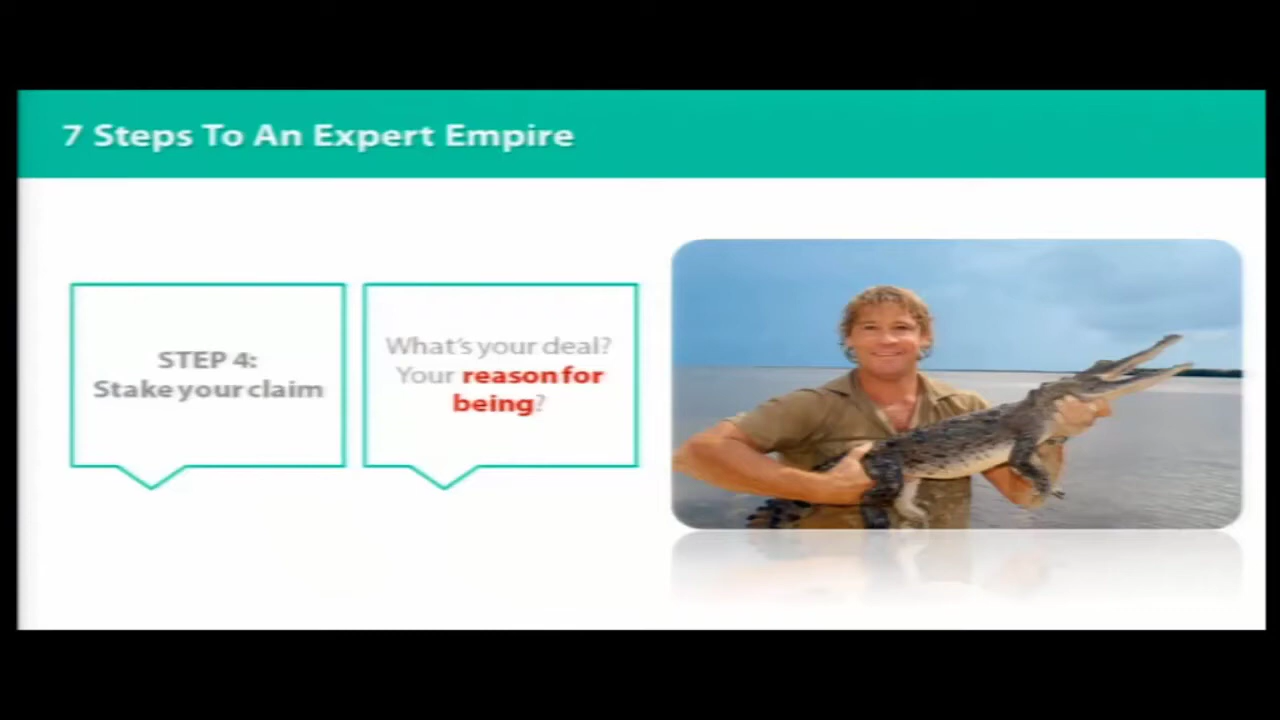 7 Steps To An Expert Empire
STEP 4:
Stake your claim
What's your deal?
Your reason for
being?